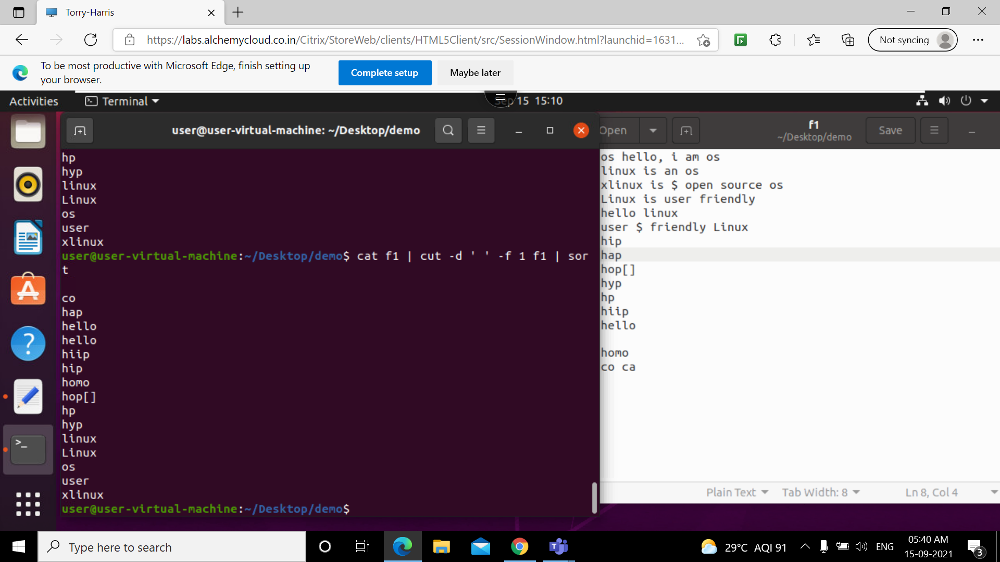 Torry-Harris
https://labs.alchemycloud.co.in/Citrix/StoreWeb/clients/HTML5Client/src/SessionWindow.html?launchid=1631...
Not syncing
To be most productive with Microsoft Edge, finish setting up
your browser.
Complete setup
Maybe later
Activities
Terminal
Sep 15 15:10
user@user-virtual-machine: ~/Desktop/demo
hp
hyp
linux
Linux
os
user
xlinux
user@user-virtual-machine:~/Desktop/demo$ cat f1 | cut -d ' ' -f 1 f1 | sor
t
co
hap
hello
hello
hiip
hip
homo
hop[]
hp
hyp
linux
Linux
os
user
xlinux
user@user-virtual-machine:~/Desktop/demo$
Open
f1
~/Desktop/demo
Save
os hello, i am os
linux is an os
xlinux is $ open source os
Linux is user friendly
hello linux
user $ friendly Linux
hip
hap
hop[]
hyp
hp
hiip
hello
homo
co ca
Plain Text
Tab Width: 8
Ln 8, Col 4
Type here to search
29°C AQI 91
ENG
05:40 AM
15-09-2021
3